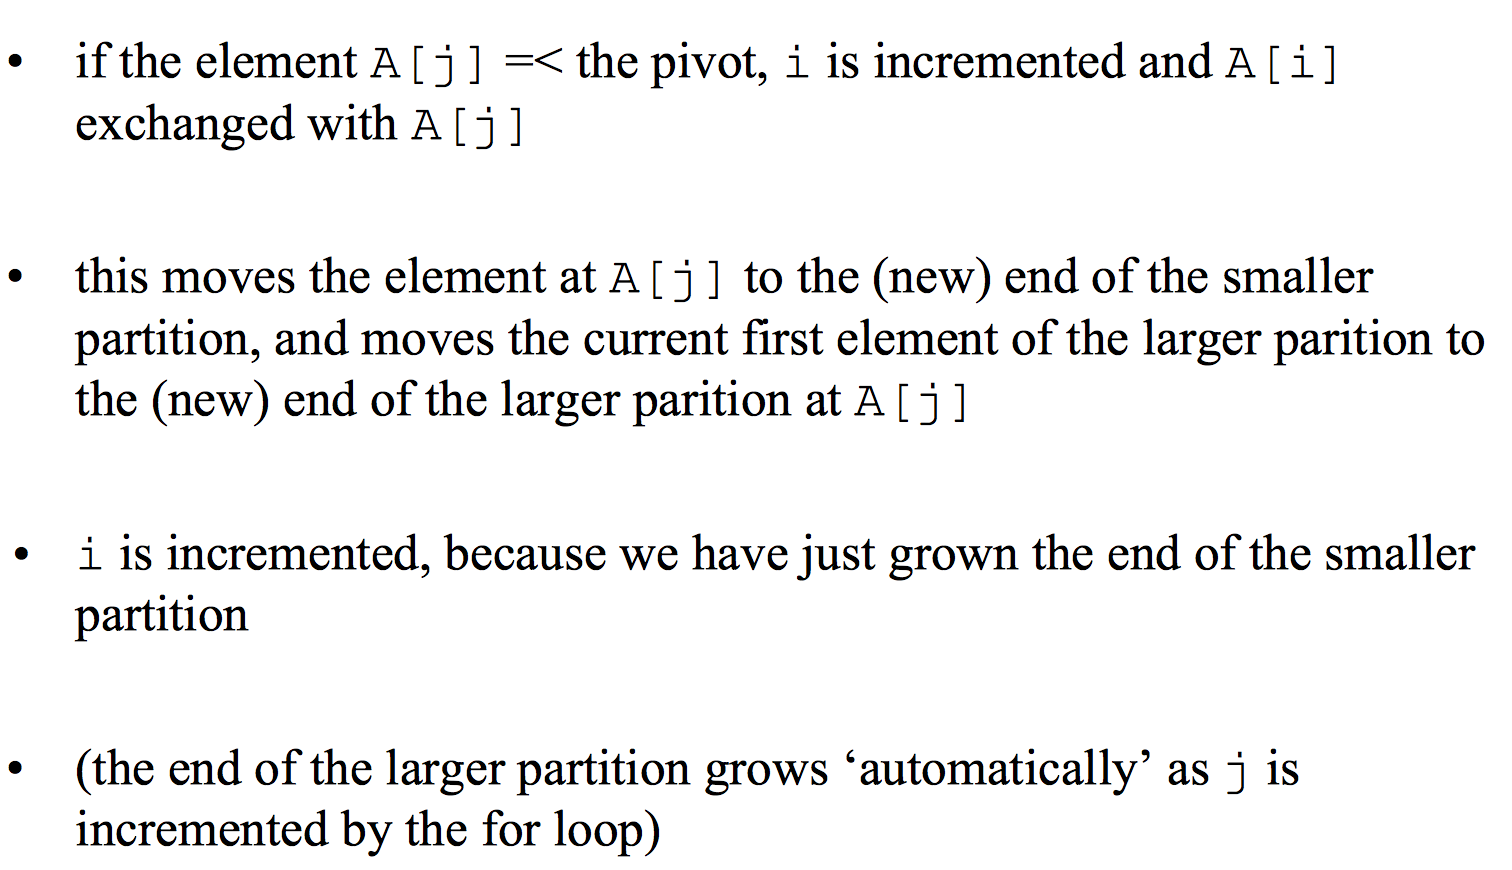 • if the element A[j] =< the pivot, i is incremented and A[i]
exchanged with A[j]
• this moves the element at A[j] to the (new) end of the smaller
partition, and moves the current first element of the larger parition to
the (new) end of the larger parition at A[j]
• i is incremented, because we have just grown the end of the smaller
partition
• (the end of the larger partition grows ‘automatically’ as j is
incremented by the for loop)